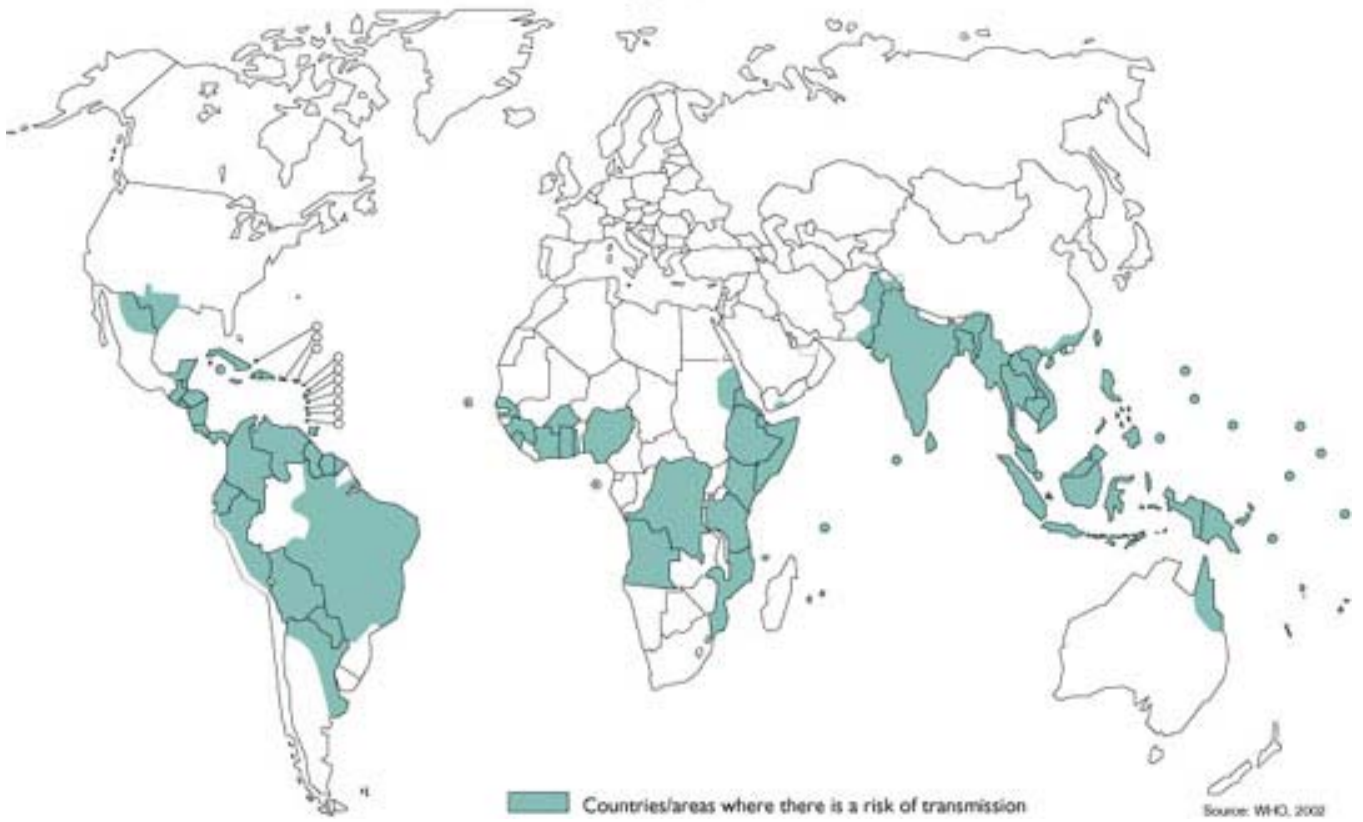 Countries/areas where there is a risk of transmission
Source: WHO, 2002